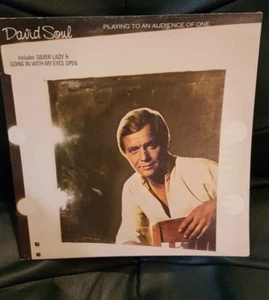 David Soul
PLAYING TO AN AUDIENCE OF ONE
Includes SILVER LADY &
GOING IN WITH MY EYES OPEN